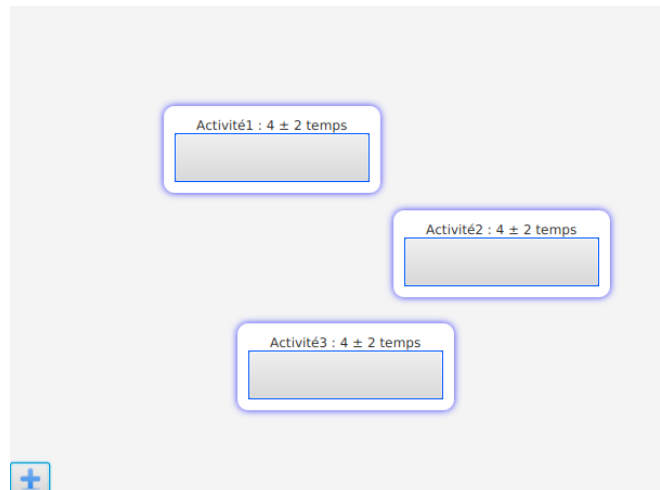 Activité1 : 4 ± 2 temps
Activité2 : 4 ± 2 temps
Activité3 : 4 ± 2 temps